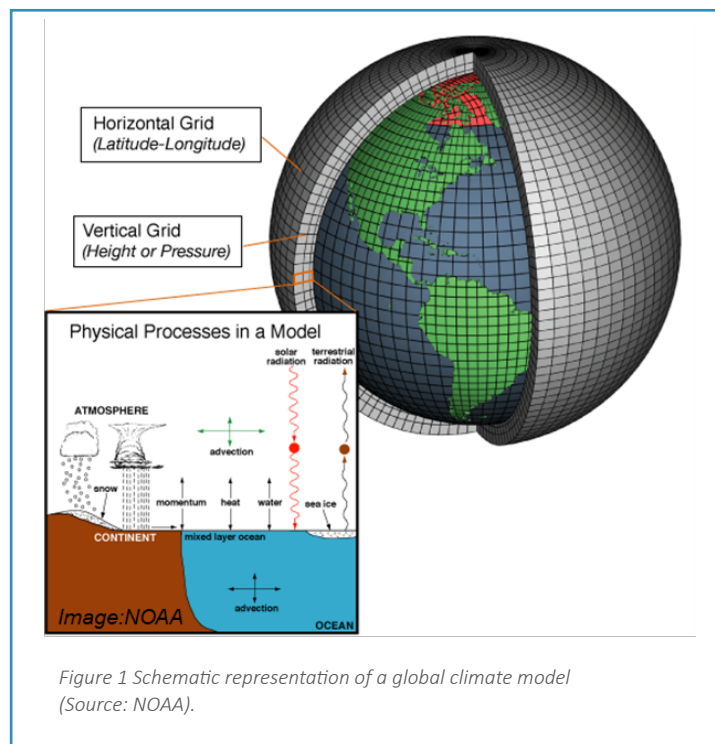 Horizontal Grid
(Latitude-Longitude)
Vertical Grid
(Height or Pressure)
Physical Processes in a Model
solar
radiation
terrestrial
radiation
ATMOSPHERE
advection
snow
momentum
heat
water
sea ice
CONTINENT
mixed layer ocean
advection
Image:NOAA
OCEAN
Figure 1 Schematic representation of a global climate model
(Source: NOAA).